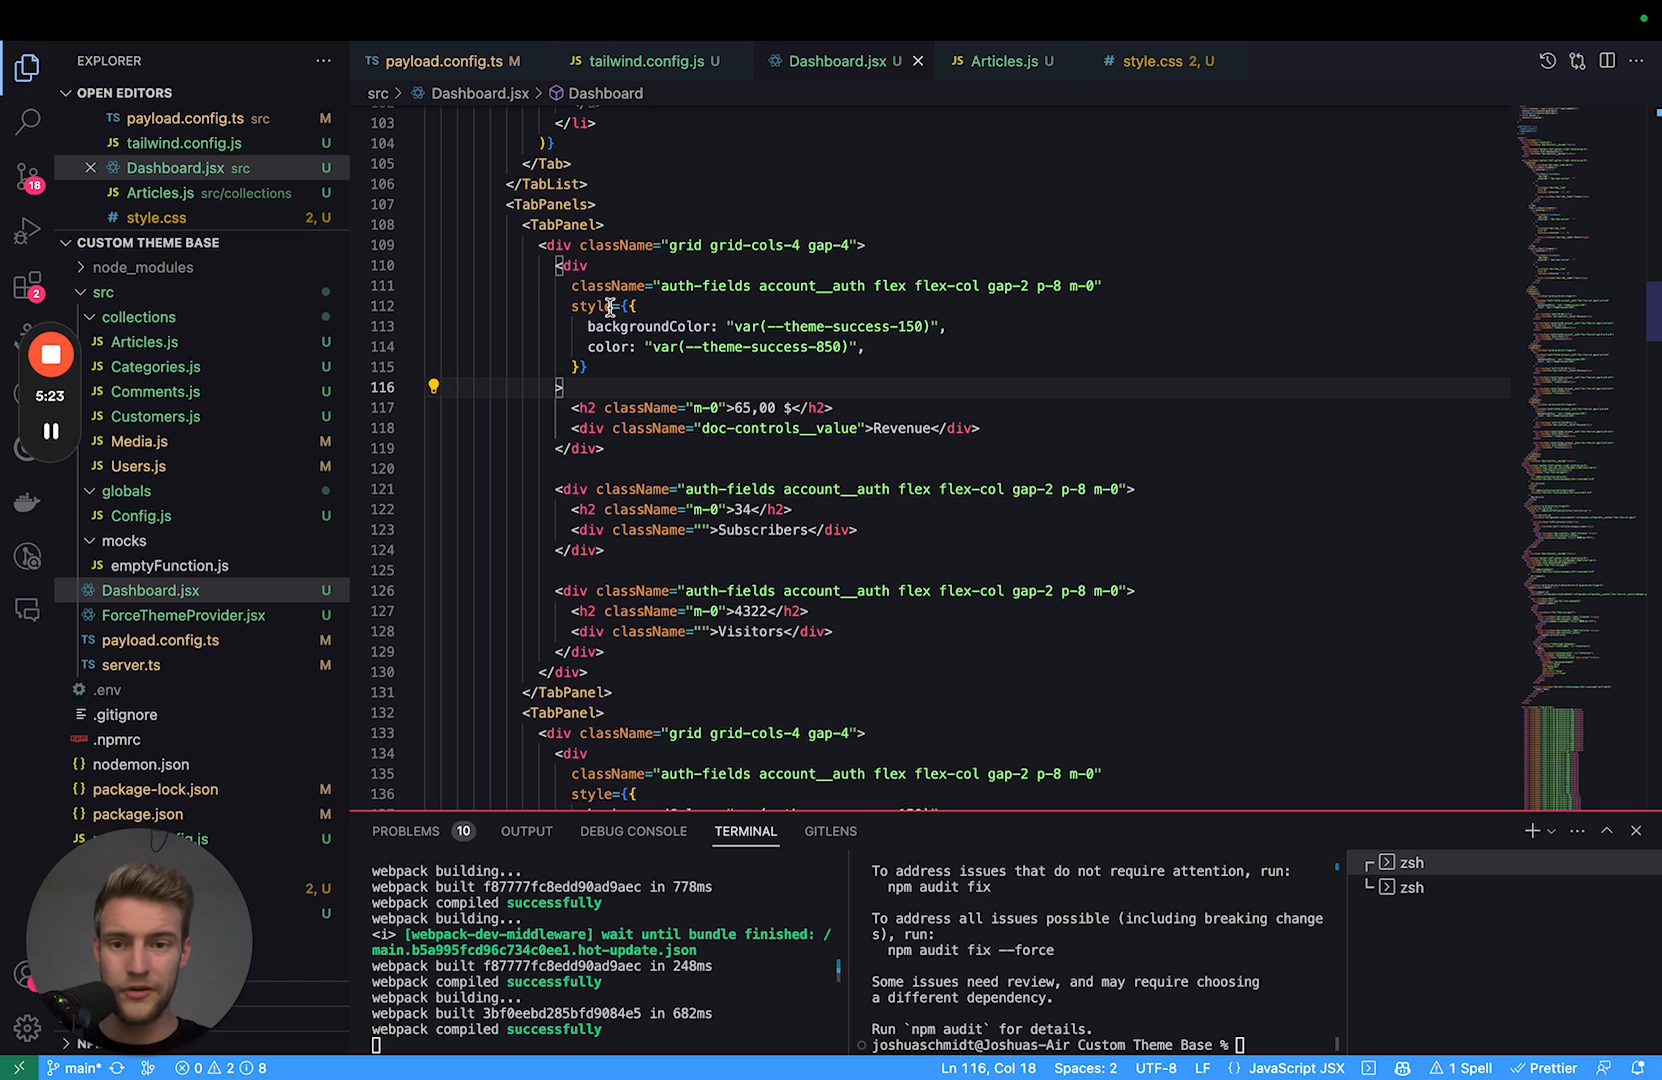 EXPLORER
OPEN EDITORS
TS payload.config.ts src M
JS tailwind.config.js U
Dashboard.jsx src U
JS Articles.js src/collections U
# style.css 2, U
CUSTOM THEME BASE
node_modules
src
collections
JS Articles.js U
JS Categories.js U
JS Comments.js U
JS Customers.js U
JS Media.js M
JS Users.js M
globals
JS Config.js U
mocks
JS emptyFunction.js
Dashboard.jsx U
ForceThemeProvider.jsx U
TS payload.config.ts M
TS server.ts M
.env
.gitignore
.npmrc
nodemon.json
package-lock.json M
package.json M
JS U
2, U
U
18
2
5:23
TS payload.config.ts M
JS tailwind.config.js U
Dashboard.jsx U
JS Articles.js U
# style.css 2, U
src > Dashboard.jsx > Dashboard
103 </li>
104 )}
105 </Tab>
106 </TabList>
107 <TabPanels>
108 <TabPanel>
109 <div className="grid grid-cols-4 gap-4">
110 <div
111 className="auth-fields account__auth flex flex-col gap-2 p-8 m-0"
112 style={{
113 backgroundColor: "var(--theme-success-150)",
114 color: "var(--theme-success-850)",
115 }}
116 >
117 <h2 className="m-0">65,00 $</h2>
118 <div className="doc-controls__value">Revenue</div>
119 </div>
120
121 <div className="auth-fields account__auth flex flex-col gap-2 p-8 m-0">
122 <h2 className="m-0">34</h2>
123 <div className="">Subscribers</div>
124 </div>
125
126 <div className="auth-fields account__auth flex flex-col gap-2 p-8 m-0">
127 <h2 className="m-0">4322</h2>
128 <div className="">Visitors</div>
129 </div>
130 </div>
131 </TabPanel>
132 <TabPanel>
133 <div className="grid grid-cols-4 gap-4">
134 <div
135 className="auth-fields account__auth flex flex-col gap-2 p-8 m-0"
136 style={{
PROBLEMS 10 OUTPUT DEBUG CONSOLE TERMINAL GITLENS
webpack building...
webpack built f87777fc8edd90ad9aec in 778ms
webpack compiled successfully
webpack building...
<i> [webpack-dev-middleware] wait until bundle finished: /
main.b5a995fcd96c734c0ee1.hot-update.json
webpack built f87777fc8edd90ad9aec in 248ms
webpack compiled successfully
webpack building...
webpack built 3bf0eebd285bfd9084e5 in 682ms
webpack compiled successfully
To address issues that do not require attention, run:
npm audit fix
To address all issues possible (including breaking change
s), run:
npm audit fix --force
Some issues need review, and may require choosing
a different dependency.
Run `npm audit` for details.
joshuaschmidt@Joshuas-Air Custom Theme Base %
zsh
zsh
main* 0 2 8
Ln 116, Col 18 Spaces: 2 UTF-8 LF {} JavaScript JSX 1 Spell Prettier